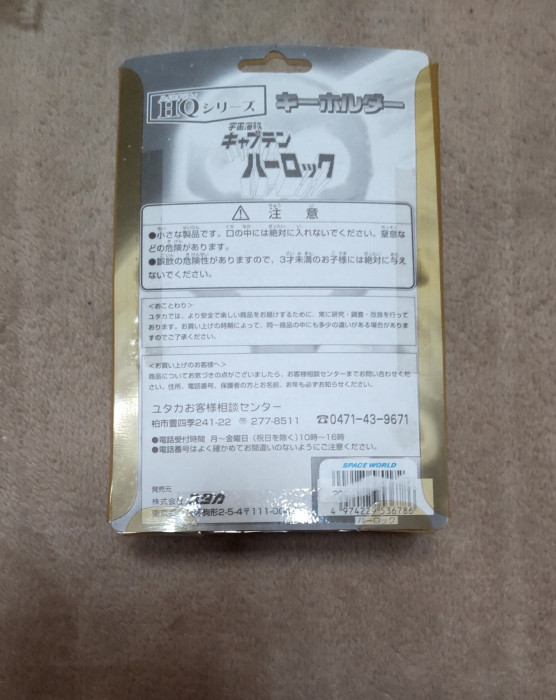 HQシリーズ キーホルダー
宇宙海賊
キャプテン
ハーロック
⚠ 注意
●小さな製品です。口の中には絶対に入れないでください。窒息な
どの危険があります。
●誤飲の危険性がありますので、3才未満のお子様には絶対に与え
ないでください。
<おことわり>
ユタカでは、より安全で楽しい商品をお届けするために、常に研究・調査・改良を行って
おります。お買い上げの時期によって、同一商品の中にも多少の違いがある場合がありま
すのでご了承ください。
<お買い上げのお客様へ>
商品についてお気づきの点がございましたら、お客様相談センターまでお問い合わせくだ
さい。住所、電話番号、保護者の方とお名前、お年も必ずお知らせください。
ユタカお客様相談センター
柏市豊四季241-22 〒277-8511 ☎0471-43-9671
●電話受付時間 月〜金曜日(祝日を除く)10時〜16時
●電話番号はよく確かめてお間違いのないようにご注意ください。
発売元
株式会社ユタカ
駒形2-5-4〒111-
SPACE WORLD
4 974229 536786
ハーロック